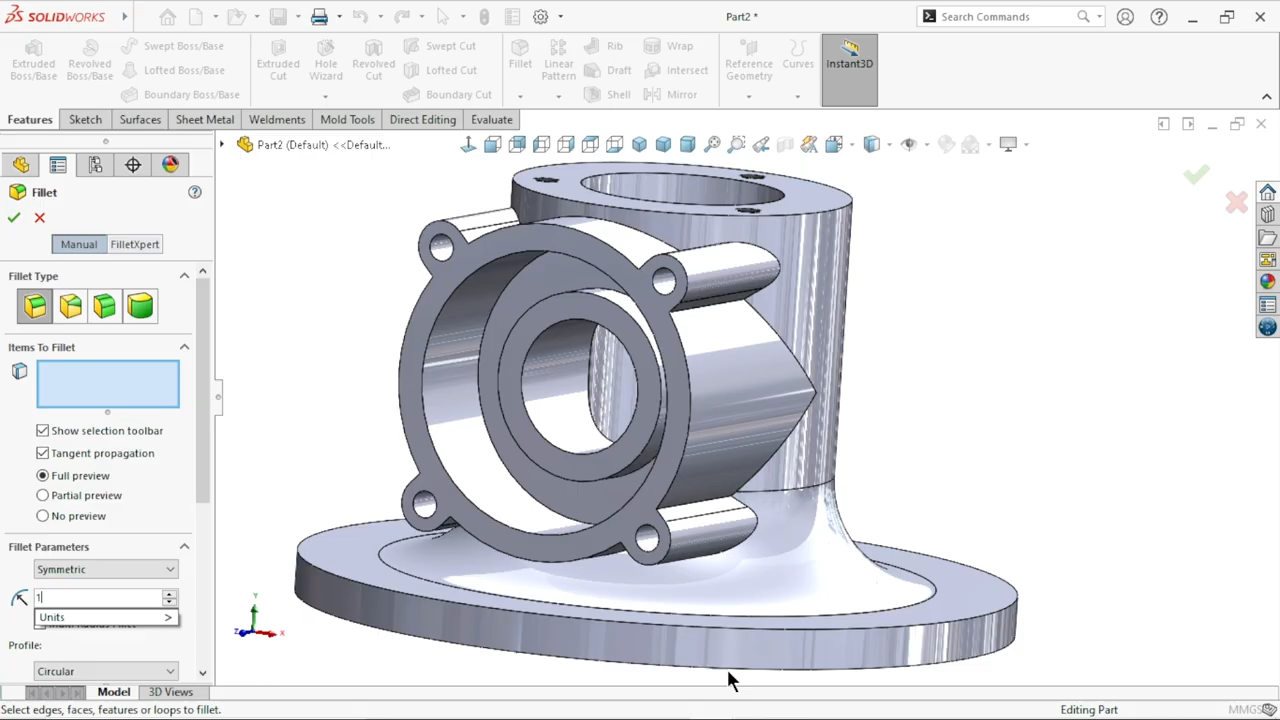 SOLIDWORKS
Part2 *
Search Commands
Extruded Boss/Base
Revolved Boss/Base
Swept Boss/Base
Lofted Boss/Base
Boundary Boss/Base
Extruded Cut
Hole Wizard
Revolved Cut
Swept Cut
Lofted Cut
Boundary Cut
Fillet
Linear Pattern
Rib
Draft
Shell
Wrap
Intersect
Mirror
Reference Geometry
Curves
Instant3D
Features
Sketch
Surfaces
Sheet Metal
Weldments
Mold Tools
Direct Editing
Evaluate
Part2 (Default) <<Default...
Fillet
Manual
FilletXpert
Fillet Type
Items To Fillet
Show selection toolbar
Tangent propagation
Full preview
Partial preview
No preview
Fillet Parameters
Symmetric
1
Units >
Profile:
Circular
Y
Z
X
Model
3D Views
Select edges, faces, features or loops to fillet.
Editing Part
MMGS